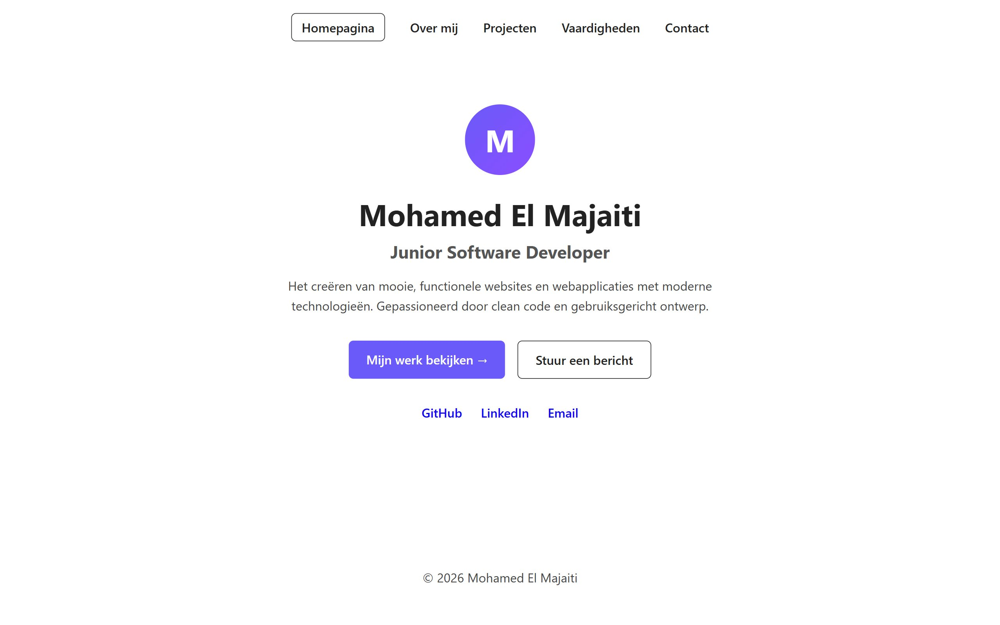 Homepagina Over mij Projecten Vaardigheden Contact
M
Mohamed El Majaiti
Junior Software Developer
Het creëren van mooie, functionele websites en webapplicaties met moderne
technologieën. Gepassioneerd door clean code en gebruiksgericht ontwerp.
Mijn werk bekijken → Stuur een bericht
GitHub LinkedIn Email
© 2026 Mohamed El Majaiti